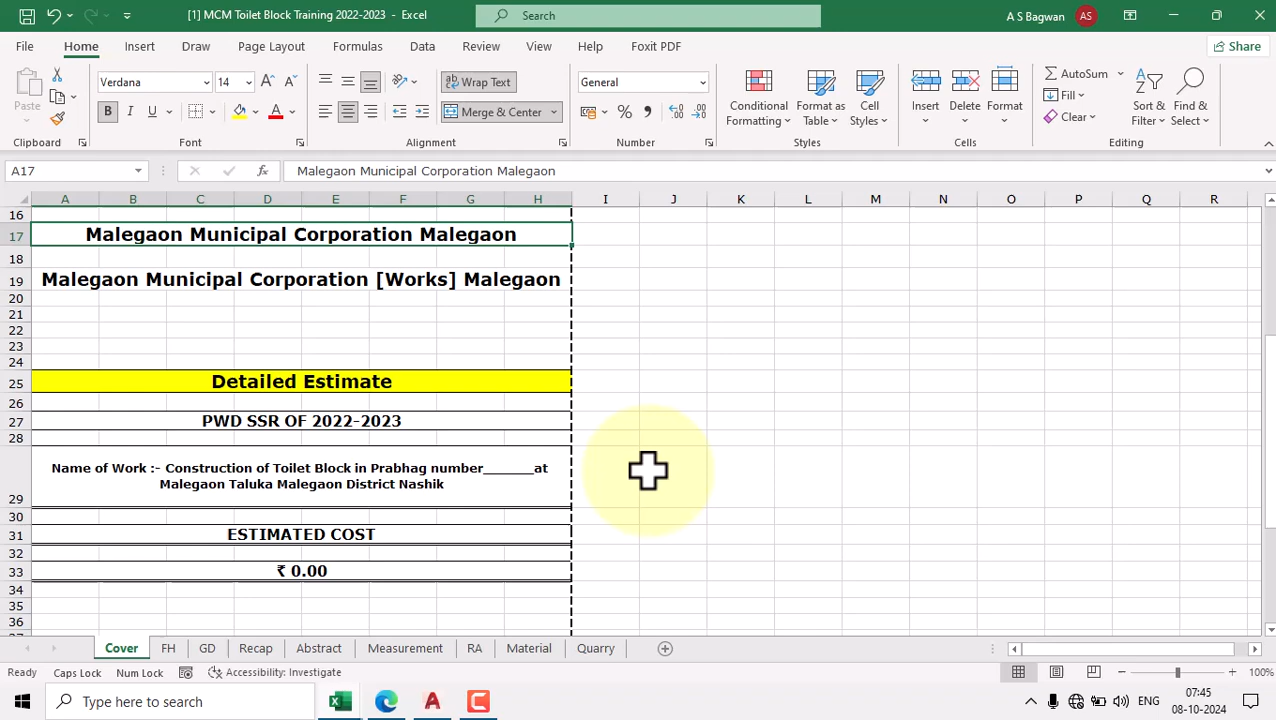 [1] MCM Toilet Block Training 2022-2023 - Excel
Search
A S Bagwan
AS
File
Home
Insert
Draw
Page Layout
Formulas
Data
Review
View
Help
Foxit PDF
Share
Paste
Clipboard
Verdana
14
B I U
Font
Wrap Text
Merge & Center
Alignment
General
Number
Conditional Formatting
Format as Table
Cell Styles
Styles
Insert
Delete
Format
Cells
AutoSum
Fill
Clear
Sort & Filter
Find & Select
Editing
A17
fx
Malegaon Municipal Corporation Malegaon
A B C D E F G H I J K L M N O P Q R
16
17 Malegaon Municipal Corporation Malegaon
18
19 Malegaon Municipal Corporation [Works] Malegaon
20
21
22
23
24
25 Detailed Estimate
26
27 PWD SSR OF 2022-2023
28
Name of Work :- Construction of Toilet Block in Prabhag number_______at
29 Malegaon Taluka Malegaon District Nashik
30
31 ESTIMATED COST
32
33 ₹ 0.00
34
35
36
Cover FH GD Recap Abstract Measurement RA Material Quarry
Ready Caps Lock Num Lock Accessibility: Investigate
100%
Type here to search
ENG
07:45
08-10-2024